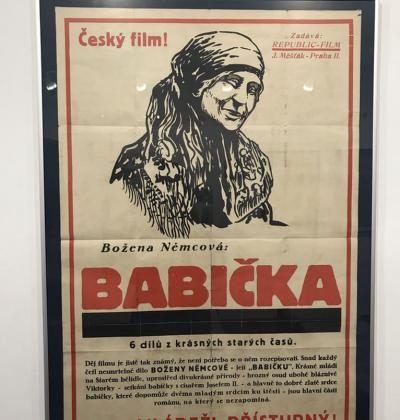 Český film!
Zadává:
REPUBLIC-FILM
J. Měšťák - Praha II.
Božena Němcová:
BABIČKA
6 dílů z krásných starých časů.
Děj filmu je jistě tak známý, že není potřeba se o něm rozepisovati. Snad každý
četl nesmrtelné dílo BOŽENY NĚMCOVÉ - její „BABIČKU". Krásné mládí
na Starém bělidle, uprostřed divukrásné přírody - hrozný osud ubohé bláznivé
Viktorky - setkání babičky s císařem Josefem II. - a hlavně to dobré zlaté srdce
babičky, které dopomůže dvěma mladým srdcím ku štěstí - jsou hlavní části
románu, na který se nezapomíná.
PŘÍSTUPNÝ!